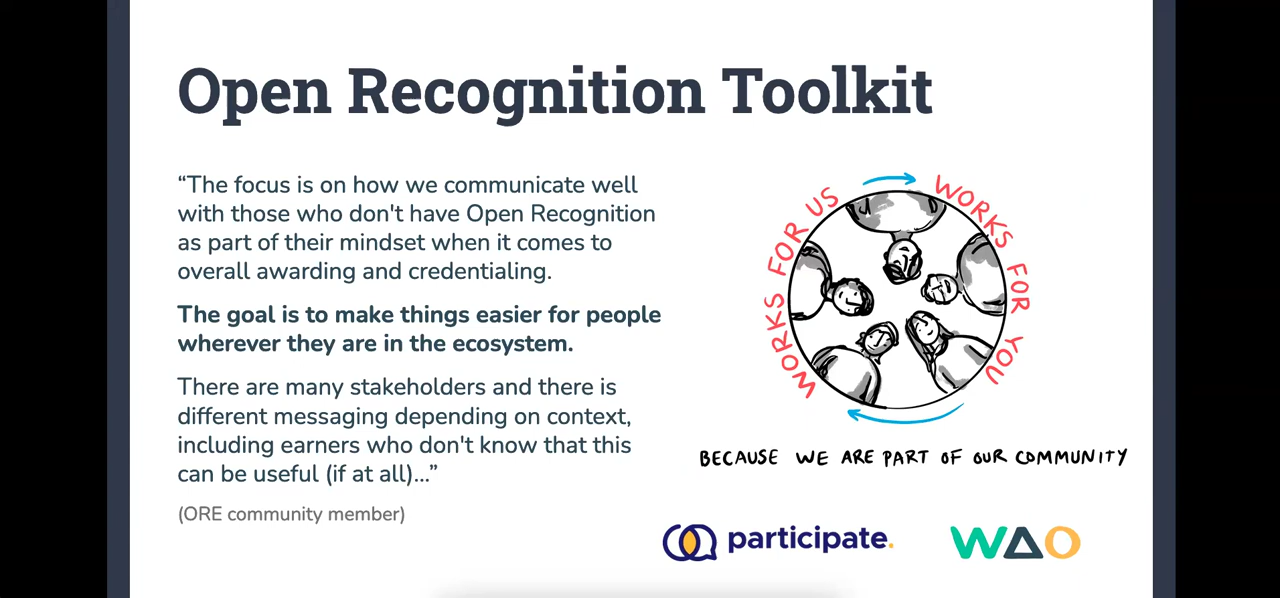 Open Recognition Toolkit
“The focus is on how we communicate well
with those who don't have Open Recognition
as part of their mindset when it comes to
overall awarding and credentialing.
The goal is to make things easier for people
wherever they are in the ecosystem.
There are many stakeholders and there is
different messaging depending on context,
including earners who don't know that this
can be useful (if at all)…”
(ORE community member)
WORKS FOR US
WORKS FOR YOU
BECAUSE WE ARE PART OF OUR COMMUNITY
participate.
WAO